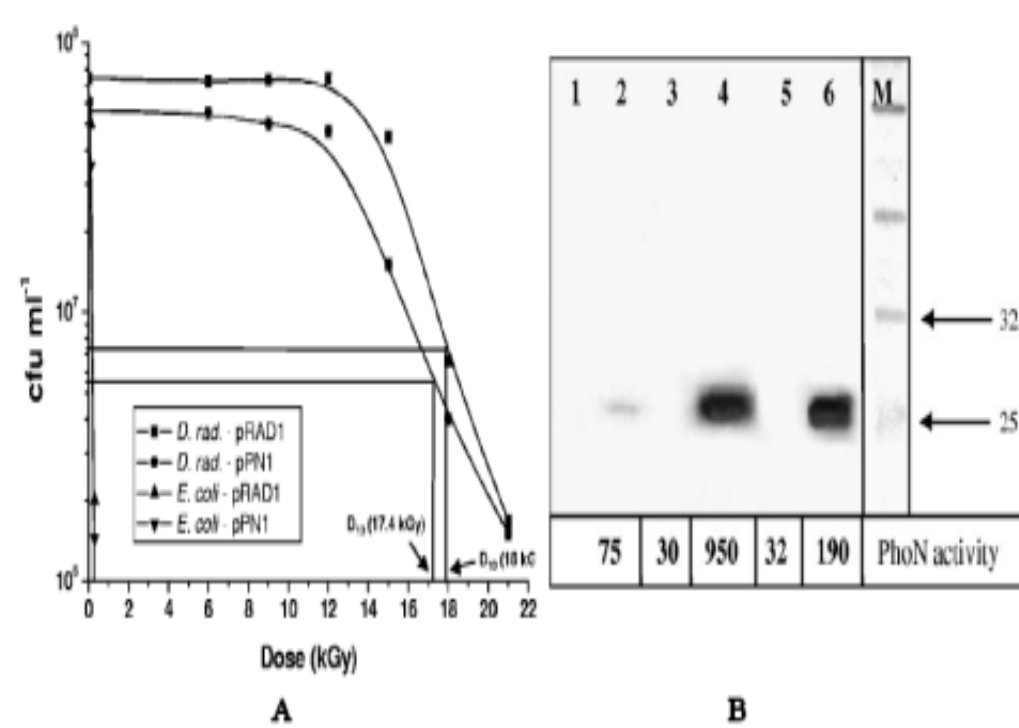 10⁸
10⁷
10⁶
cfu ml⁻¹
D. rad. - pRAD1
D. rad. - pPN1
E. coli - pRAD1
E. coli - pPN1
D₁₀ (17.4 kGy)
D₁₀ (18 kG
0 2 4 6 8 10 12 14 16 18 20 22
Dose (kGy)
A
1 2 3 4 5 6 M
32
25
75 30 950 32 190 PhoN activity
B